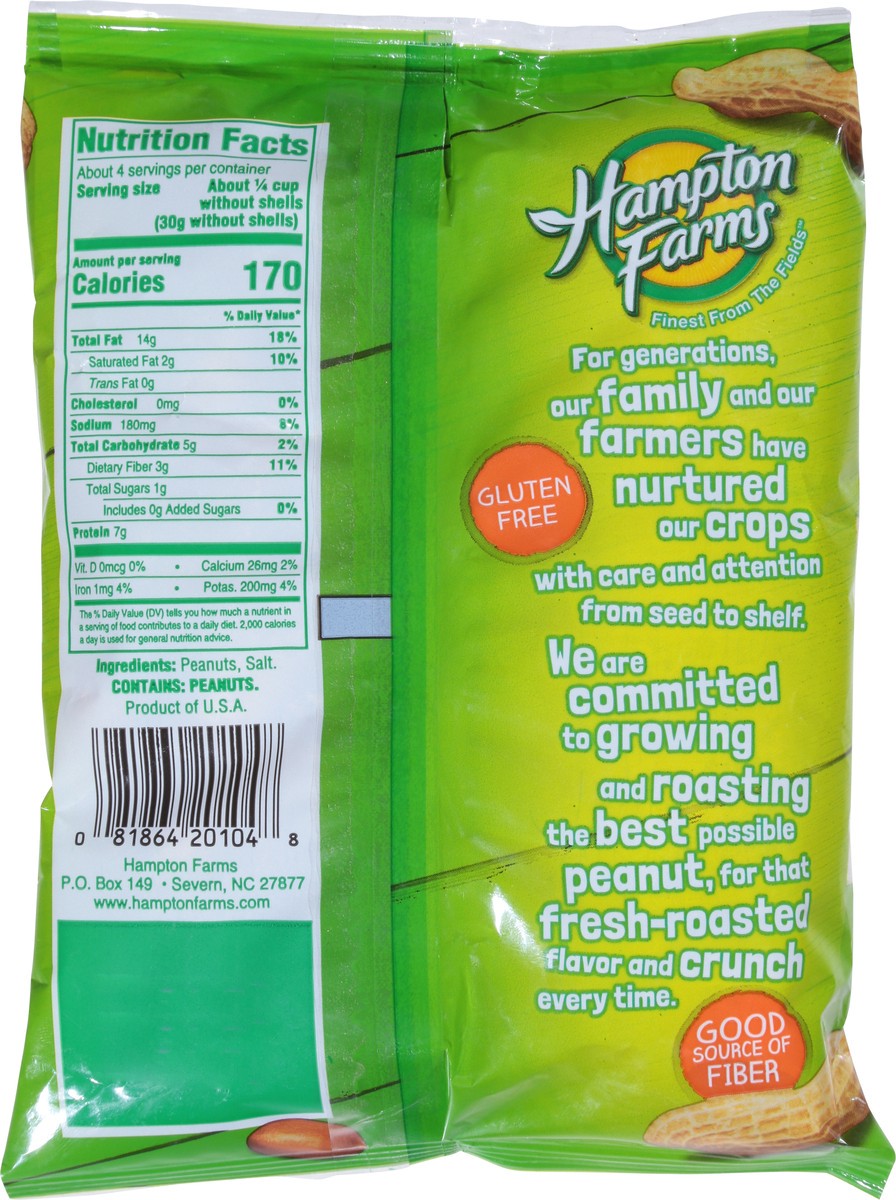 Nutrition Facts
About 4 servings per container
Serving size About ¼ cup
without shells
(30g without shells)
Amount per serving
Calories 170
% Daily Value*
Total Fat 14g 18%
Saturated Fat 2g 10%
Trans Fat 0g
Cholesterol 0mg 0%
Sodium 180mg 8%
Total Carbohydrate 5g 2%
Dietary Fiber 3g 11%
Total Sugars 1g
Includes 0g Added Sugars 0%
Protein 7g
Vit. D 0mcg 0% • Calcium 26mg 2%
Iron 1mg 4% • Potas. 200mg 4%
The % Daily Value (DV) tells you how much a nutrient in
a serving of food contributes to a daily diet. 2,000 calories
a day is used for general nutrition advice.
Ingredients: Peanuts, Salt.
CONTAINS: PEANUTS.
Product of U.S.A.
0 81864 20104 8
Hampton Farms
P.O. Box 149 • Severn, NC 27877
www.hamptonfarms.com
Hampton
Farms
Finest From The Fields™
For generations,
our family and our
farmers have
nurtured
our crops
with care and attention
from seed to shelf.
GLUTEN
FREE
We are
committed
to growing
and roasting
the best possible
peanut, for that
fresh-roasted
flavor and crunch
every time.
GOOD
SOURCE OF
FIBER